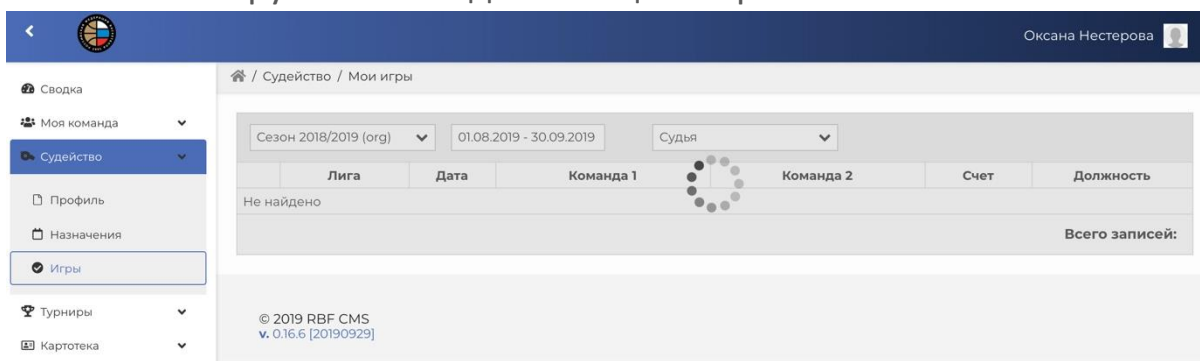 Оксана Нестерова
Сводка
Моя команда
Судейство
Профиль
Назначения
Игры
Турниры
Картотека
/ Судейство / Мои игры
Сезон 2018/2019 (org) 01.08.2019 - 30.09.2019 Судья
Лига Дата Команда 1 Команда 2 Счет Должность
Не найдено
Всего записей:
© 2019 RBF CMS
v. 0.16.6 [20190929]